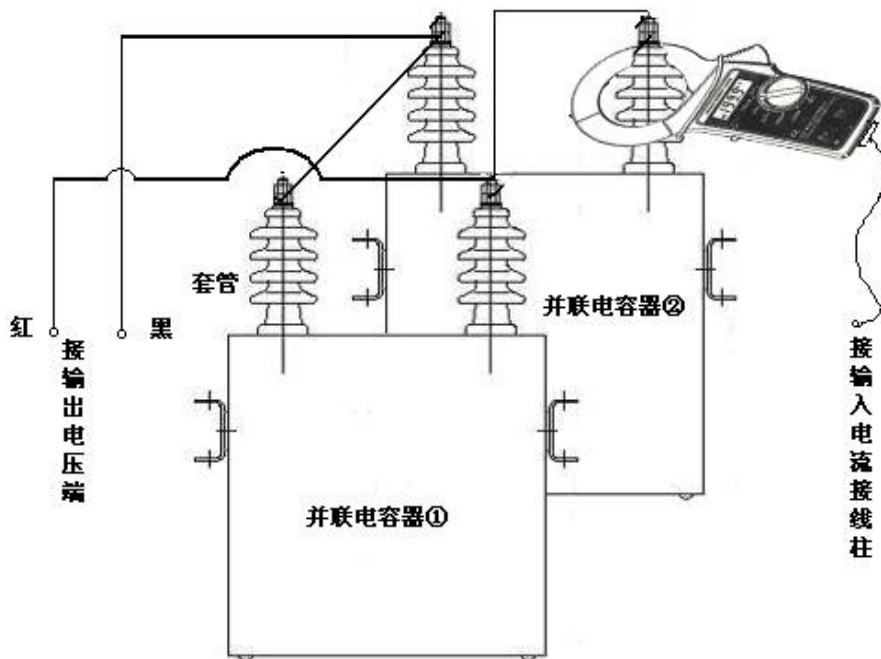 套管
并联电容器②
红
黑
接输出电压端
接输入电流接线柱
并联电容器①